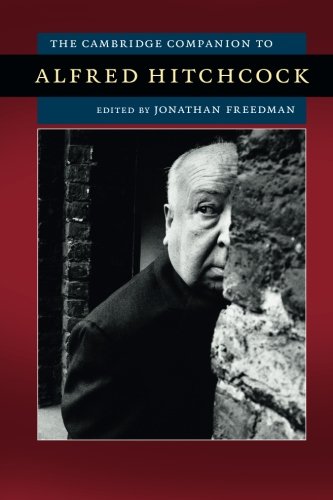 THE CAMBRIDGE COMPANION TO
ALFRED HITCHCOCK
EDITED BY JONATHAN FREEDMAN